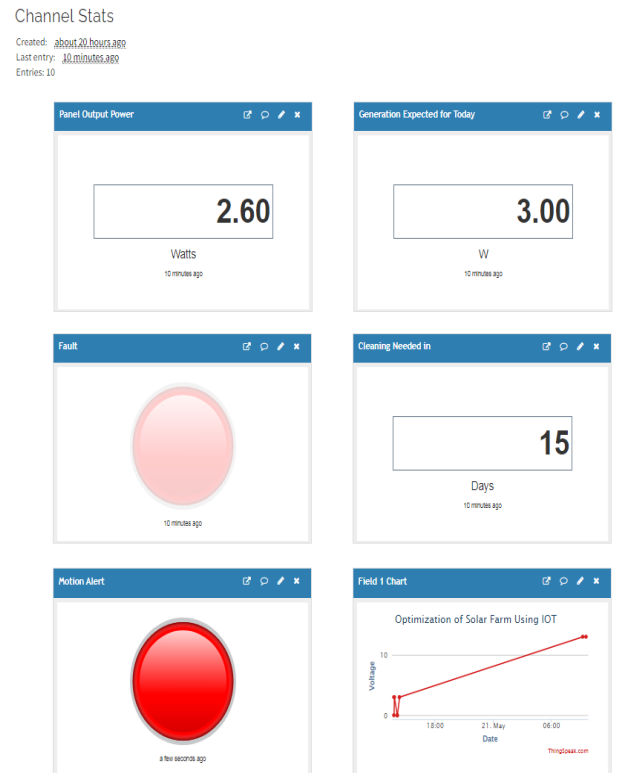 Channel Stats
Created: about 20 hours ago
Last entry: 10 minutes ago
Entries: 10
Panel Output Power
2.60
Watts
10 minutes ago
Generation Expected for Today
3.00
W
10 minutes ago
Fault
10 minutes ago
Cleaning Needed in
15
Days
10 minutes ago
Motion Alert
a few seconds ago
Field 1 Chart
Optimization of Solar Farm Using IOT
Voltage
10
0
18:00
21. May
06:00
Date
ThingSpeak.com